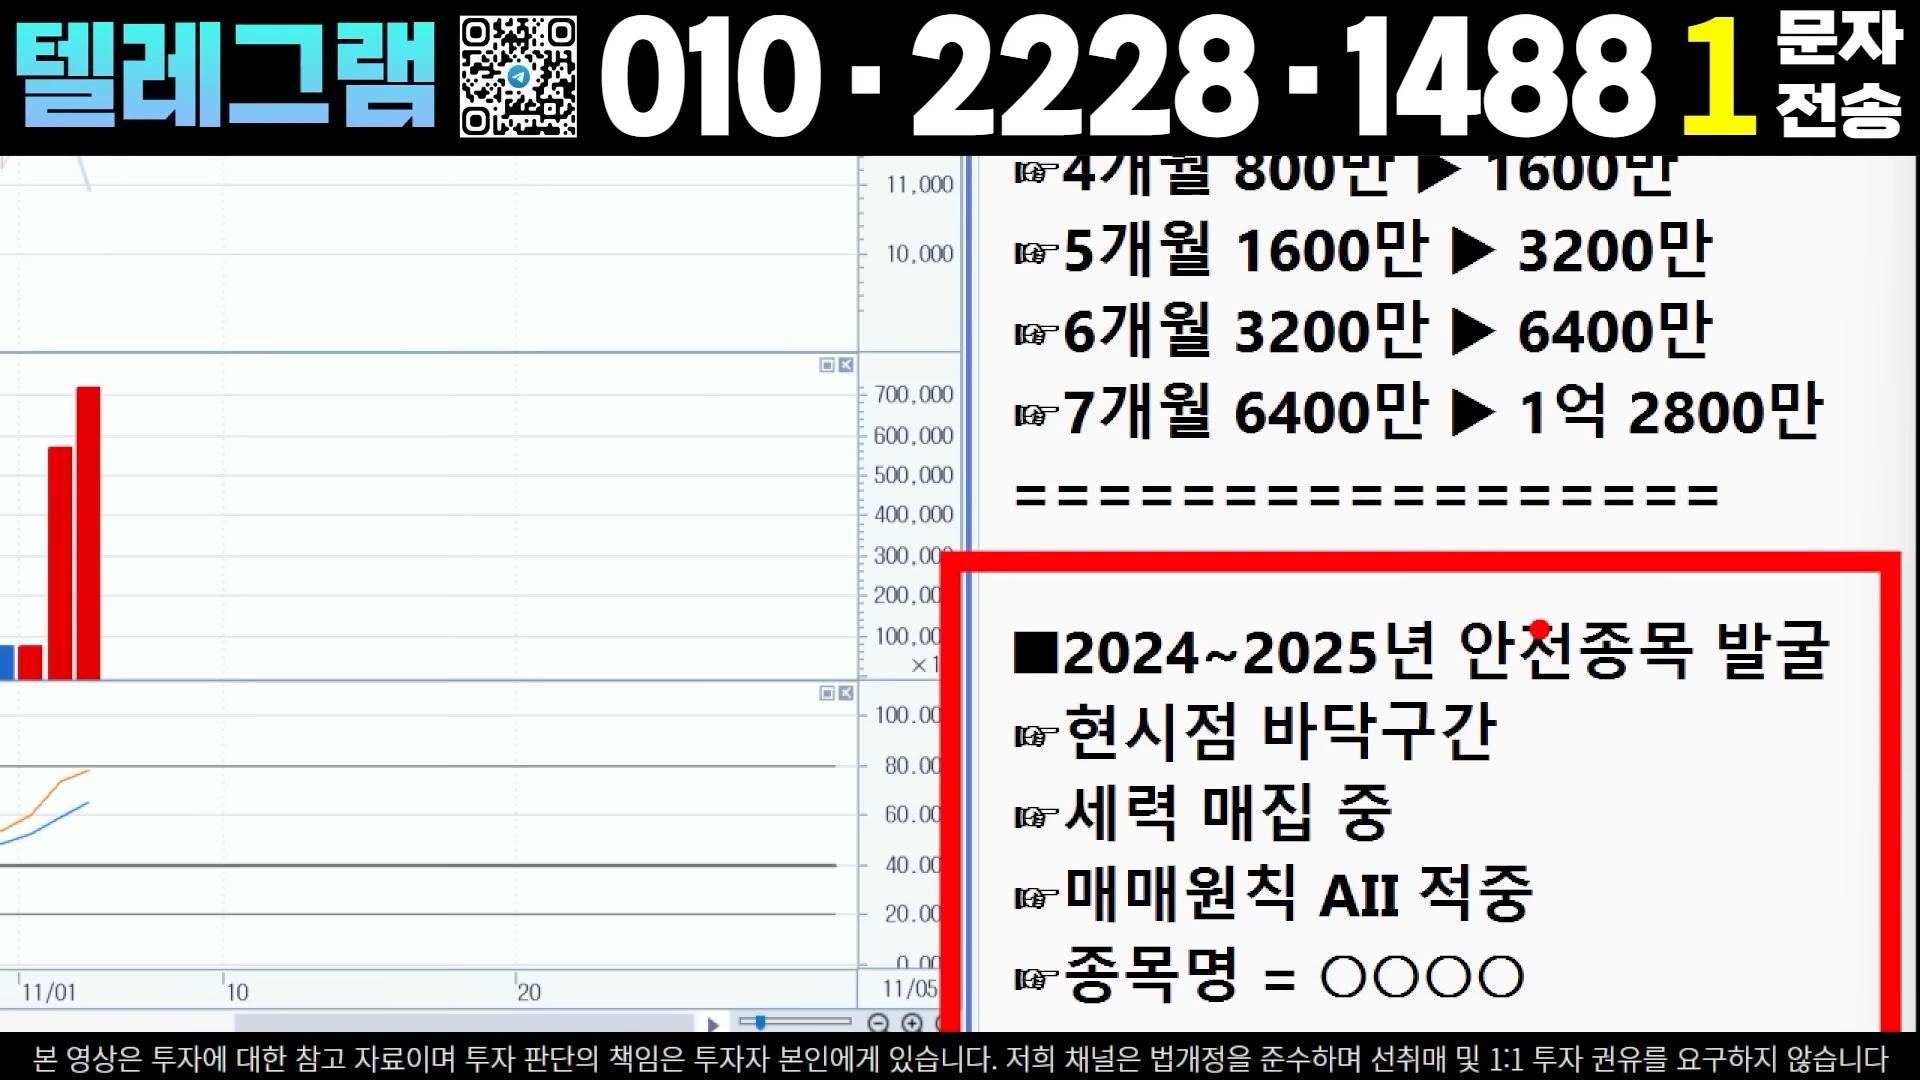 텔레그램 010·2228·1488 1 문자 전송
☞4개월 800만 ▶ 1600만
☞5개월 1600만 ▶ 3200만
☞6개월 3200만 ▶ 6400만
☞7개월 6400만 ▶ 1억 2800만
=================
■2024~2025년 안전종목 발굴
☞현시점 바닥구간
☞세력 매집 중
☞매매원칙 AII 적중
☞종목명 = ○○○○
11,000
10,000
700,000
600,000
500,000
400,000
300,000
200,00
100,00
×1
100.00
80.00
60.00
40.00
20.00
0.00
11/01 10 20 11/05
본 영상은 투자에 대한 참고 자료이며 투자 판단의 책임은 투자자 본인에게 있습니다. 저희 채널은 법개정을 준수하며 선취매 및 1:1 투자 권유를 요구하지 않습니다